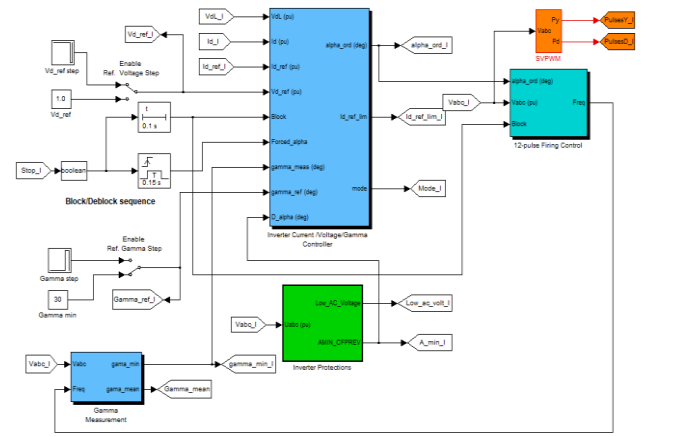 VdL_I
Id_I
Id_ref_I
Vd_ref_I
Vd_ref step
Enable
Ref. Voltage Step
1.0
Vd_ref
t
0.1 s
Stop_I
boolean
0.15 s
Block/Deblock sequence
VdL (pu)
Id (pu)
Id_ref (pu)
Vd_ref (pu)
Block
Forced_alpha
gamma_meas (deg)
gamma_ref (deg)
D_alpha (deg)
alpha_ord (deg)
Id_ref_lim
mode
Inverter Current /Voltage/Gamma
Controller
alpha_ord_I
Id_ref_lim_I
Mode_I
Vabc_I
Vabc
Py
Pd
SVPWM
PulsesY_I
PulsesD_I
alpha_ord (deg)
Vabc (pu)
Block
Freq
12-pulse Firing Control
Enable
Ref. Gamma Step
Gamma step
30
Gamma min
Gamma_ref_I
Vabc_I
Uabc (pu)
Low_AC_Voltage
AMIN_CFPREV
Inverter Protections
Low_ac_volt_I
A_min_I
Vabc_I
Vabc
Freq
gama_min
gama_mean
Gamma
Measurement
gamma_min_I
Gamma_mean